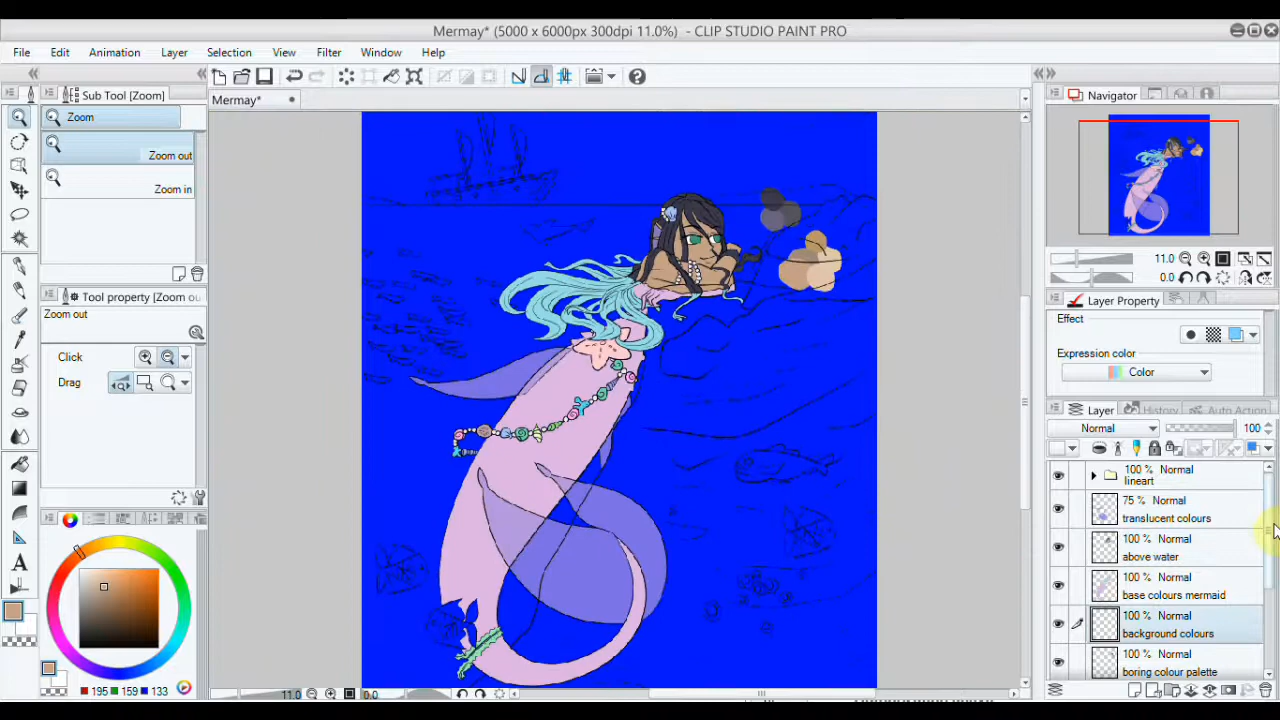 Mermay* (5000 x 6000px 300dpi 11.0%) - CLIP STUDIO PAINT PRO
File Edit Animation Layer Selection View Filter Window Help
Sub Tool [Zoom]
Mermay*
Navigator
Zoom
Zoom out
Zoom in
11.0
0.0
Tool property [Zoom ou
Layer Property
Zoom out
Effect
Click
Expression color
Drag
Color
Layer History Auto Action
Normal 100
100 % Normal
lineart
75 % Normal
translucent colours
100 % Normal
above water
100 % Normal
base colours mermaid
100 % Normal
background colours
100 % Normal
boring colour palette
195 159 133
11.0 0.0